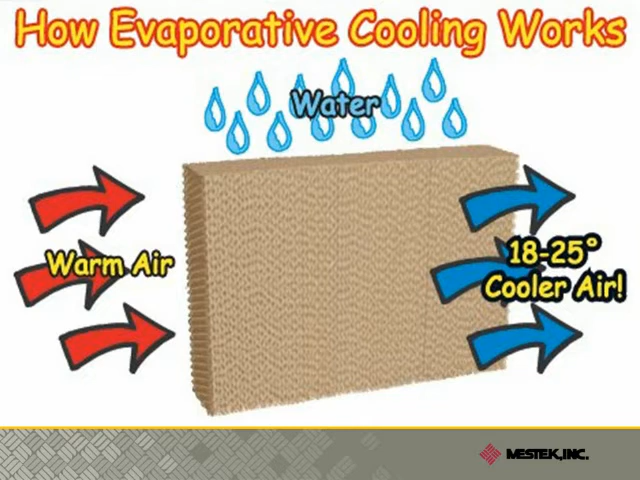 How Evaporative Cooling Works
Water
Warm Air
18-25°
Cooler Air!
MESTEK, INC.